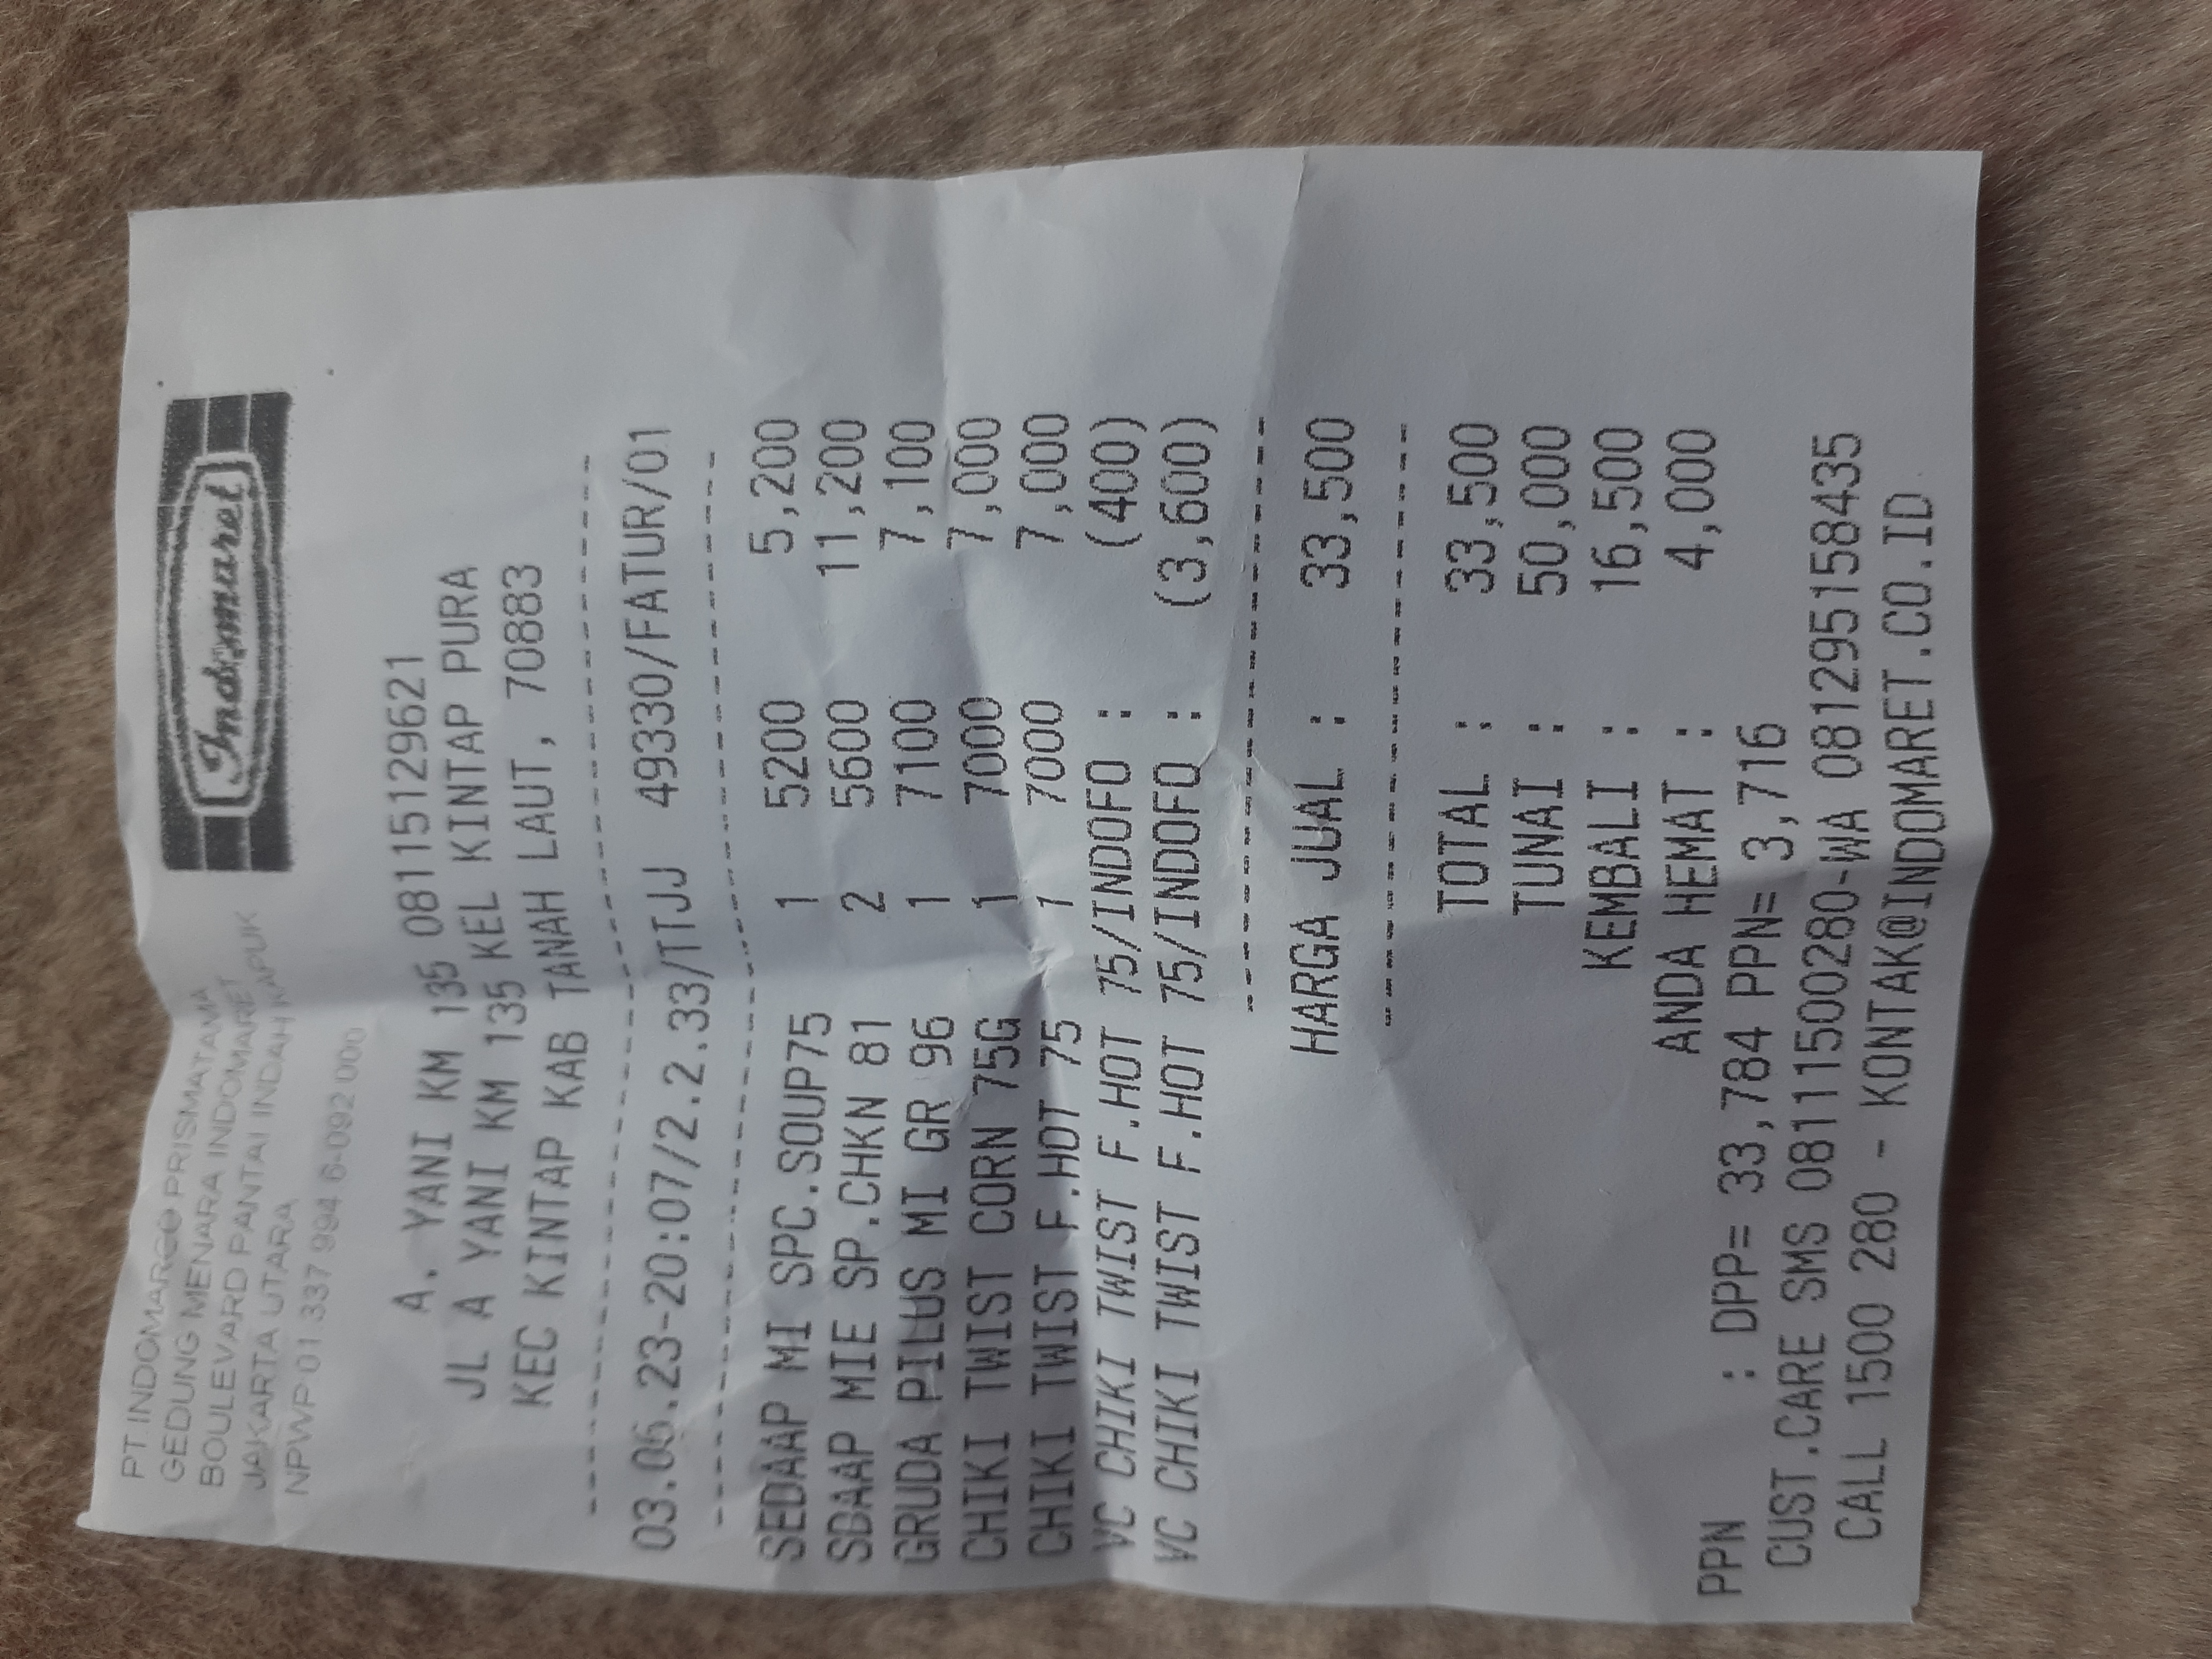 Indomaret
PT.INDOMARCO PRISMATAMA
GEDUNG MENARA INDOMARET
BOULEVARD PANTAI INDAH KAPUK
JAKARTA UTARA
NPWP 01.337.994.6-092.000
A. YANI KM 135 081151129621
JL A YANI KM 135 KEL KINTAP PURA
KEC KINTAP KAB TANAH LAUT, 70883
03.06.23-20:07/2.2.33/TTJJ 49330/FATUR/01
SEDAAP MI SPC.SOUP75 1 5200 5,200
SDAAP MIE SP.CHKN 81 2 5600 11,200
GRUDA PILUS MI GR 96 1 7100 7,100
CHIKI TWIST CORN 75G 1 7000 7,000
CHIKI TWIST F.HOT 75 1 7000 7,000
VC CHIKI TWIST F.HOT 75/INDOFO : (400)
VC CHIKI TWIST F.HOT 75/INDOFO : (3,600)
HARGA JUAL : 33,500
TOTAL : 33,500
TUNAI : 50,000
KEMBALI : 16,500
ANDA HEMAT : 4,000
PPN : DPP= 33,784 PPN= 3,716
CUST.CARE SMS 08111500280-WA 081295158435
CALL 1500 280 - KONTAK@INDOMARET.CO.ID